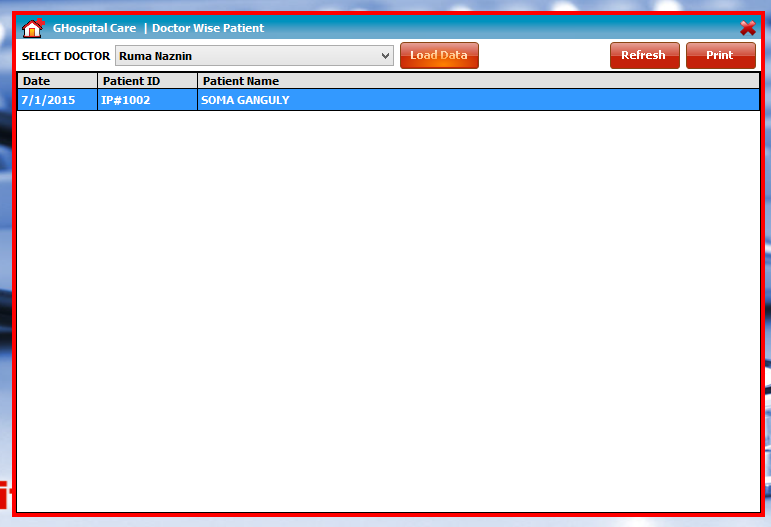 GHospital Care | Doctor Wise Patient
SELECT DOCTOR Ruma Naznin Load Data Refresh Print
Date Patient ID Patient Name
7/1/2015 IP#1002 SOMA GANGULY